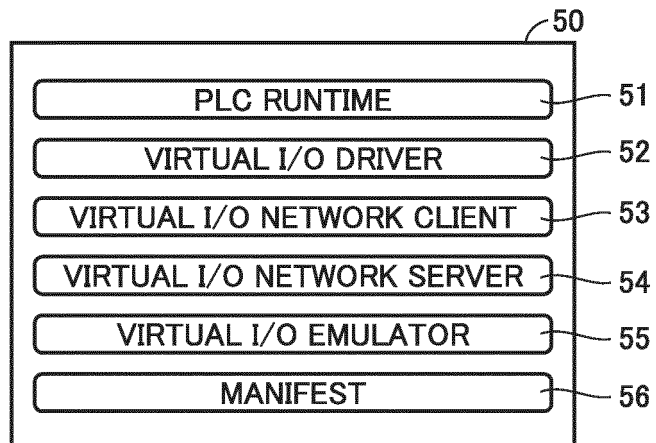 50
PLC RUNTIME 51
VIRTUAL I/O DRIVER 52
VIRTUAL I/O NETWORK CLIENT 53
VIRTUAL I/O NETWORK SERVER 54
VIRTUAL I/O EMULATOR 55
MANIFEST 56